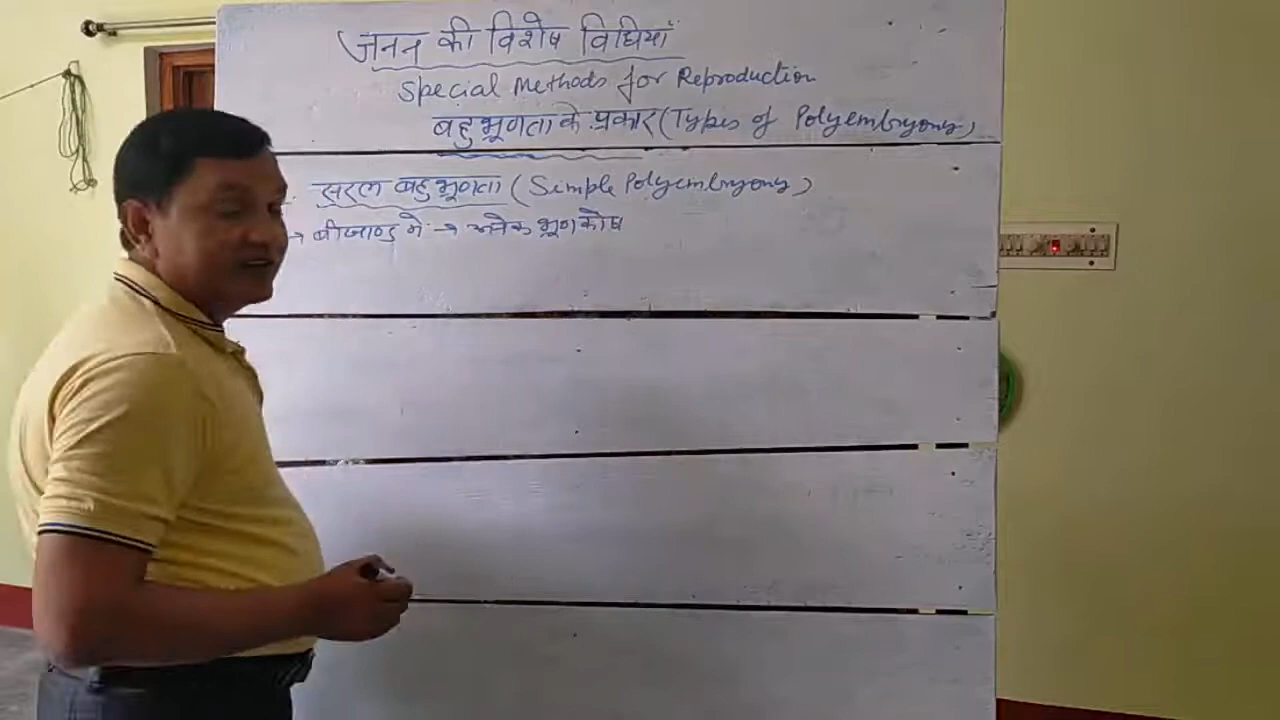 जनन की विशेष विधियाँ
Special Methods for Reproduction
बहुभ्रूणता के प्रकार (Types of Polyembryony)
सरल बहुभ्रूणता (Simple Polyembryony)
→ बीजाण्ड में → अनेक भ्रूणकोष